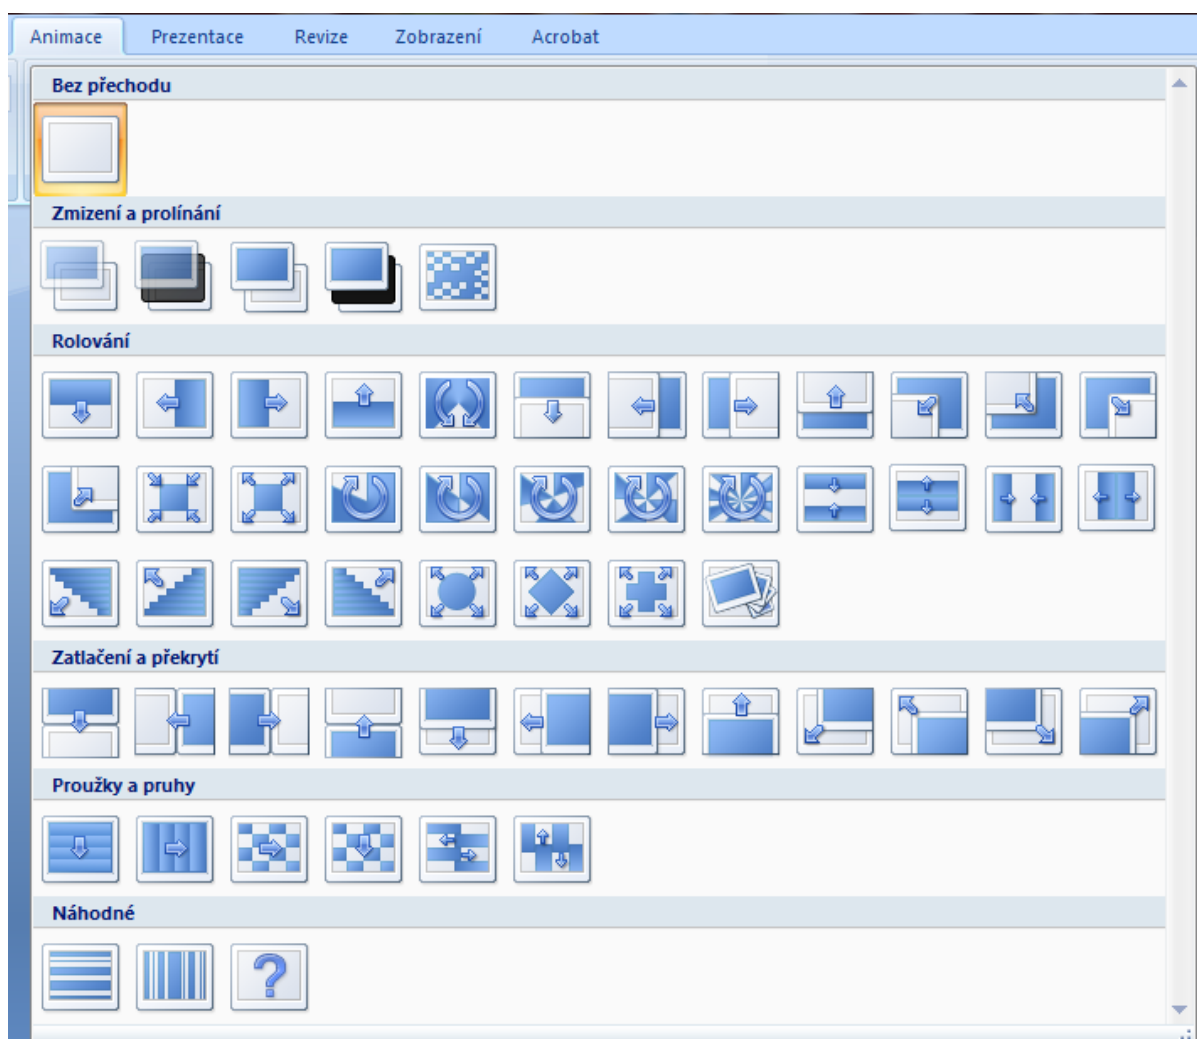 Animace Prezentace Revize Zobrazení Acrobat
Bez přechodu
Zmizení a prolínání
Rolování
Zatlačení a překrytí
Proužky a pruhy
Náhodné
?